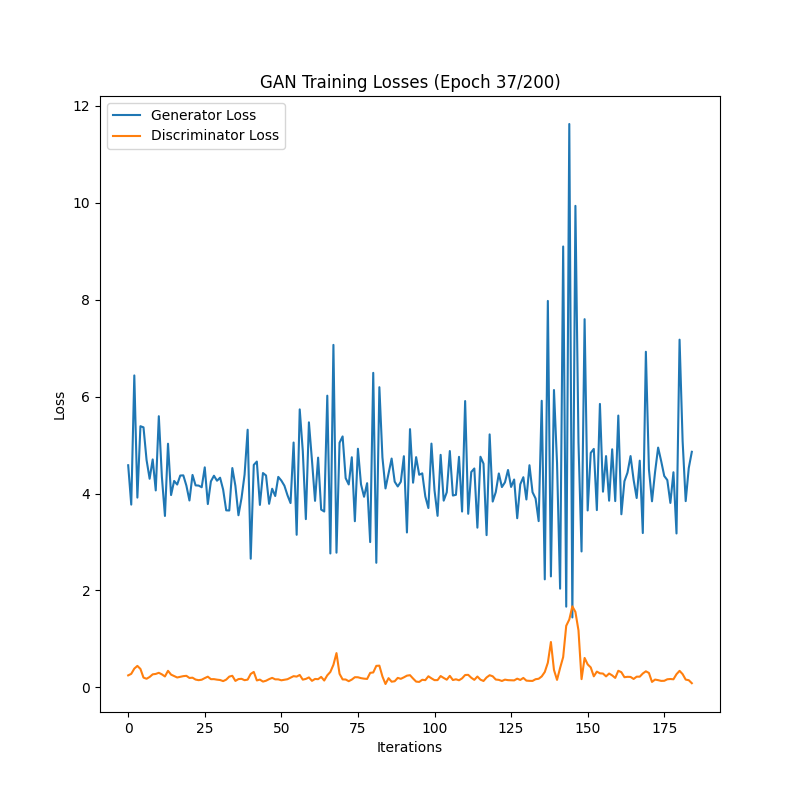 GAN Training Losses (Epoch 37/200)
Generator Loss
Discriminator Loss
12
10
8
6
4
2
0
Loss
0 25 50 75 100 125 150 175
Iterations